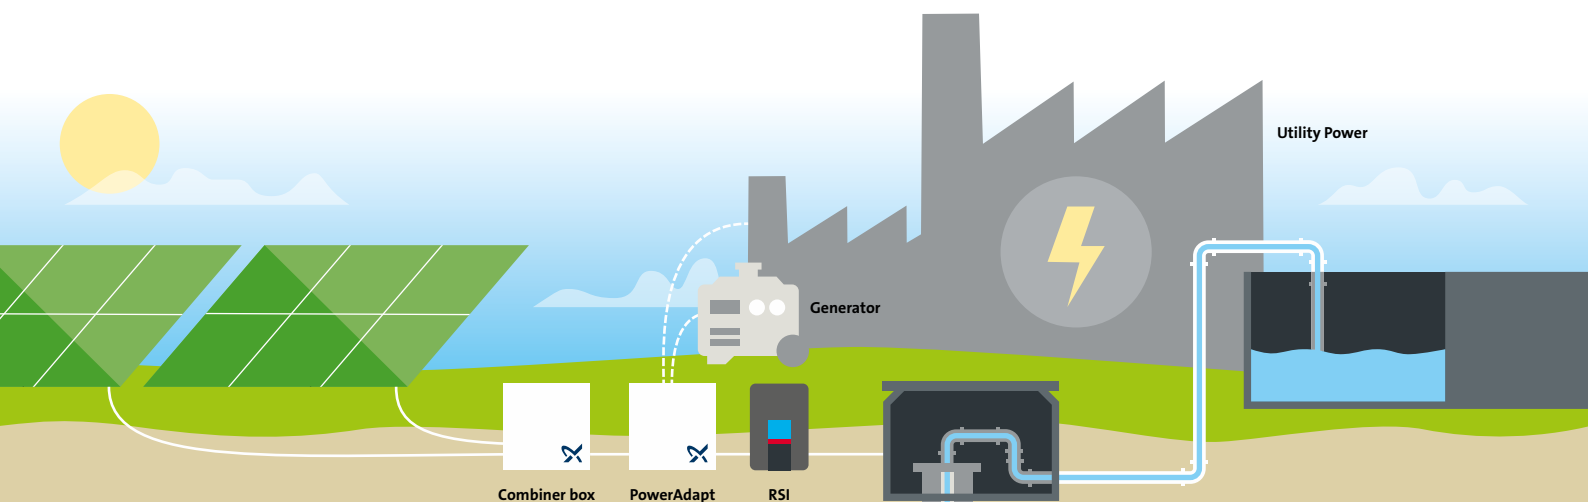 Utility Power
Generator
Combiner box
PowerAdapt
RSI